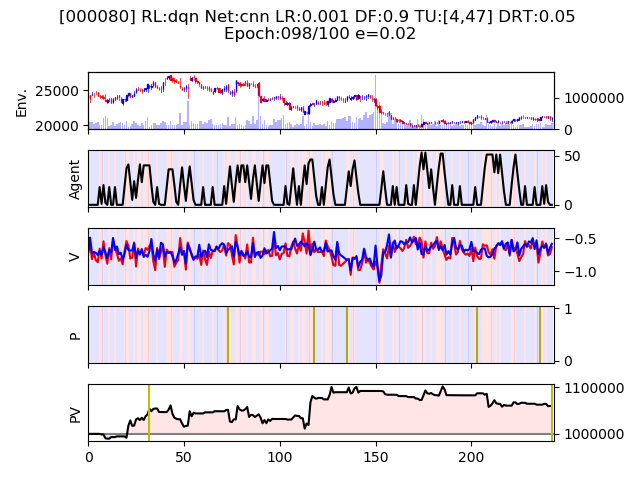 [000080] RL:dqn Net:cnn LR:0.001 DF:0.9 TU:[4,47] DRT:0.05
Epoch:098/100 e=0.02
Env.
25000
20000
1000000
0
Agent
50
0
V
−0.5
−1.0
P
1
0
PV
1100000
1000000
0
50
100
150
200